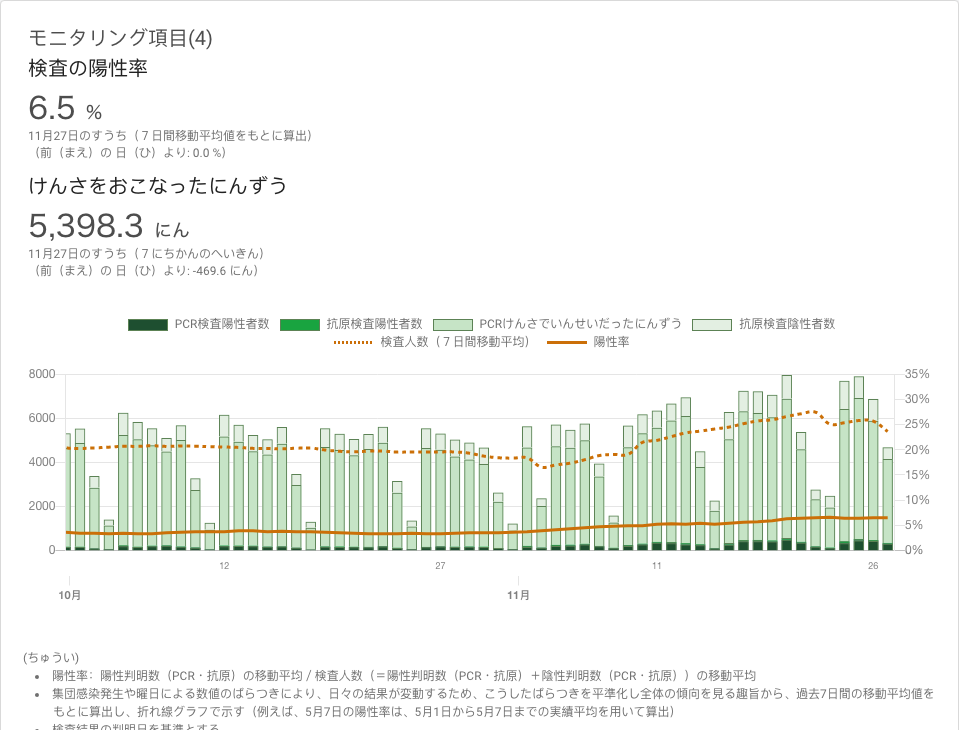 モニタリング項目(4)
検査の陽性率
6.5 %
11月27日のすうち（７日間移動平均値をもとに算出）
（前（まえ）の 日（ひ）より: 0.0 %）
けんさをおこなったにんずう
5,398.3 にん
11月27日のすうち（７にちかんのへいきん）
（前（まえ）の 日（ひ）より: -469.6 にん）
PCR検査陽性者数 抗原検査陽性者数 PCRけんさでいんせいだったにんずう 抗原検査陰性者数
検査人数（７日間移動平均） 陽性率
8000 35%
30%
6000 25%
4000 20%
15%
2000 10%
5%
0 0%
12 27 11 26
10月 11月
(ちゅうい)
陽性率：陽性判明数（PCR・抗原）の移動平均 / 検査人数（＝陽性判明数（PCR・抗原）＋陰性判明数（PCR・抗原））の移動平均
集団感染発生や曜日による数値のばらつきにより、日々の結果が変動するため、こうしたばらつきを平準化し全体の傾向を見る趣旨から、過去7日間の移動平均値を
もとに算出し、折れ線グラフで示す（例えば、5月7日の陽性率は、5月1日から5月7日までの実績平均を用いて算出）
検査結果の判明日を基準とする